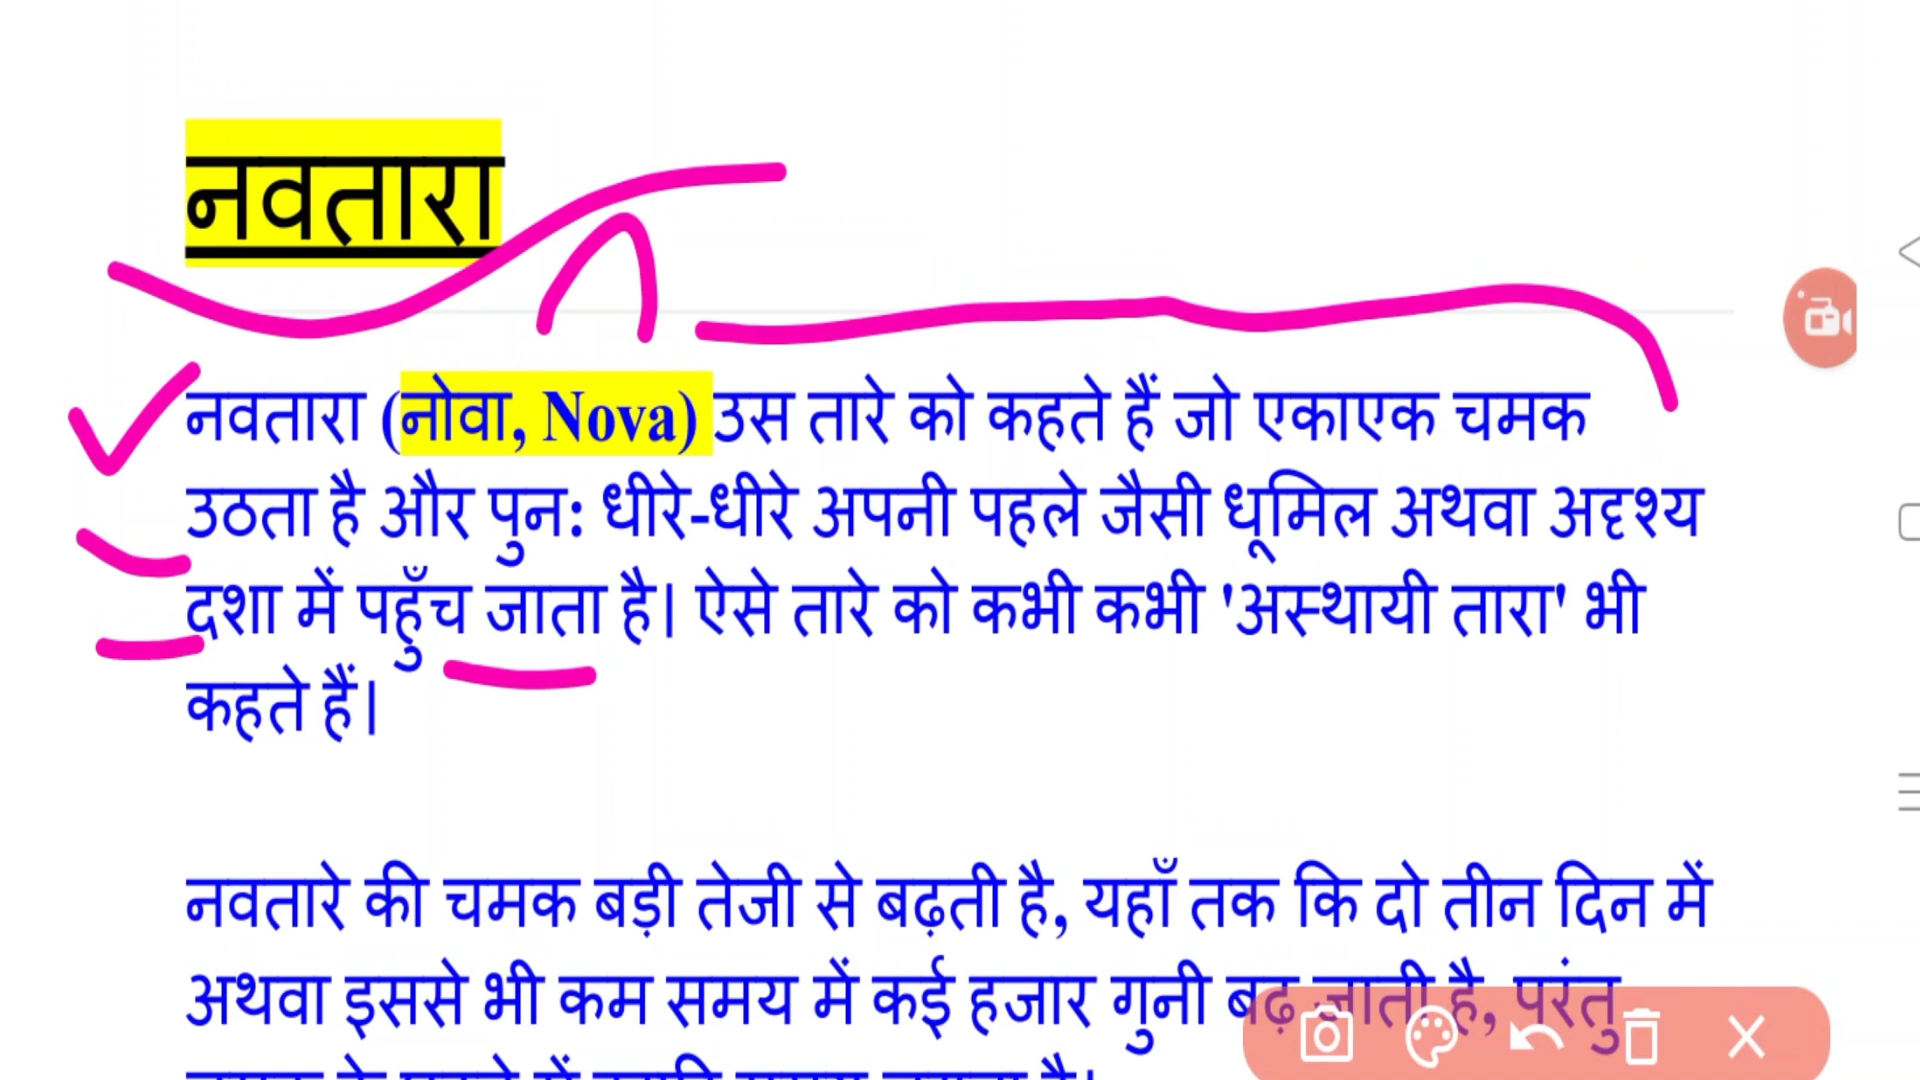 नवतारा
नवतारा (नोवा, Nova) उस तारे को कहते हैं जो एकाएक चमक
उठता है और पुन: धीरे-धीरे अपनी पहले जैसी धूमिल अथवा अदृश्य
दशा में पहुँच जाता है। ऐसे तारे को कभी कभी 'अस्थायी तारा' भी
कहते हैं।
नवतारे की चमक बड़ी तेजी से बढ़ती है, यहाँ तक कि दो तीन दिन में
अथवा इससे भी कम समय में कई हजार गुनी बढ़ जाती है, परंतु